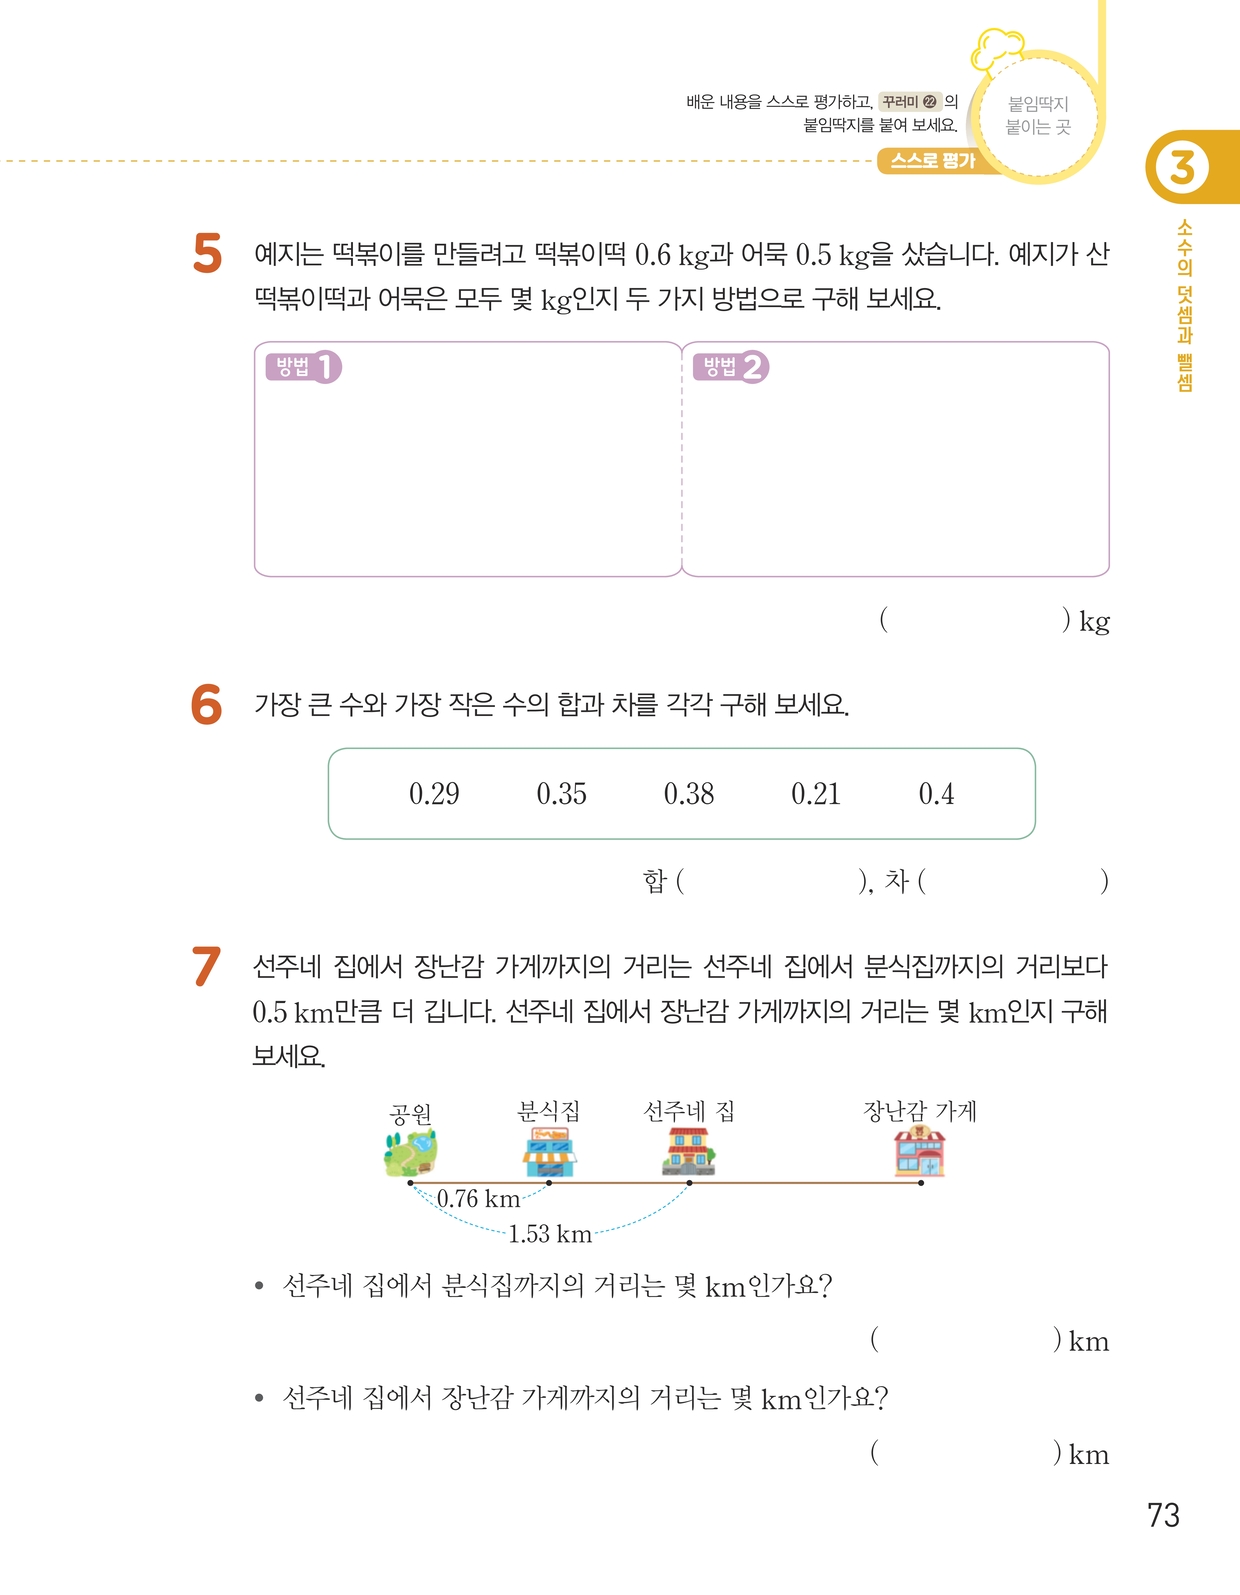 배운 내용을 스스로 평가하고, 꾸러미 22 의
붙임딱지를 붙여 보세요.
붙임딱지
붙이는 곳
스스로 평가
3
소수의 덧셈과 뺄셈
5 예지는 떡볶이를 만들려고 떡볶이떡 0.6 kg과 어묵 0.5 kg을 샀습니다. 예지가 산
떡볶이떡과 어묵은 모두 몇 kg인지 두 가지 방법으로 구해 보세요.
방법 1 방법 2
( ) kg
6 가장 큰 수와 가장 작은 수의 합과 차를 각각 구해 보세요.
0.29 0.35 0.38 0.21 0.4
합 ( ), 차 ( )
7 선주네 집에서 장난감 가게까지의 거리는 선주네 집에서 분식집까지의 거리보다
0.5 km만큼 더 깁니다. 선주네 집에서 장난감 가게까지의 거리는 몇 km인지 구해
보세요.
공원 분식집 선주네 집 장난감 가게
0.76 km
1.53 km
• 선주네 집에서 분식집까지의 거리는 몇 km인가요?
( ) km
• 선주네 집에서 장난감 가게까지의 거리는 몇 km인가요?
( ) km
73